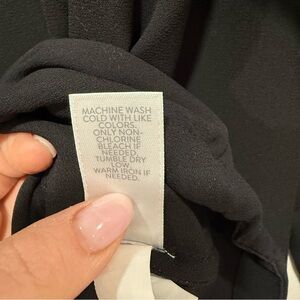 MACHINE WASH
COLD WITH LIKE
COLORS.
ONLY NON-
CHLORINE
BLEACH IF
NEEDED.
TUMBLE DRY
LOW.
WARM IRON IF
NEEDED.